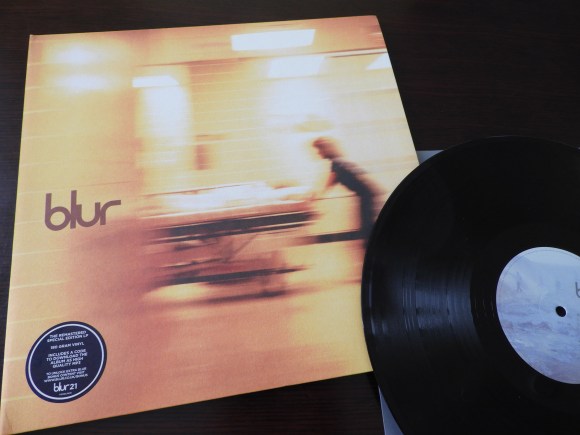 blur
THE REMASTERED
SPECIAL EDITION LP
180 GRAM VINYL
INCLUDES A CODE
TO DOWNLOAD THE
ALBUM AS HIGH
QUALITY MP3
blur21